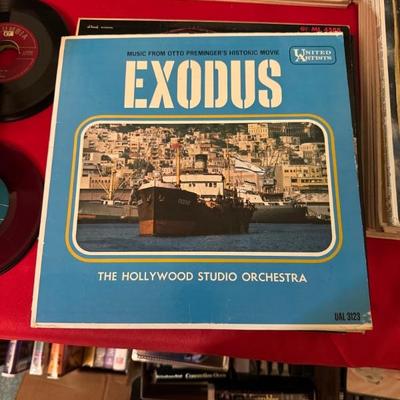 MUSIC FROM OTTO PREMINGER'S HISTORIC MOVIE
UNITED
ARTISTS
EXODUS
THE HOLLYWOOD STUDIO ORCHESTRA
UAL 3123